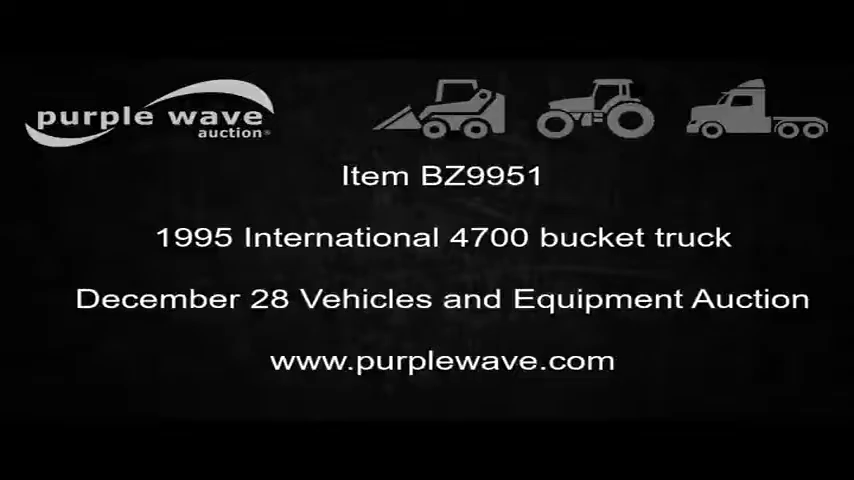 purple wave
auction®
Item BZ9951
1995 International 4700 bucket truck
December 28 Vehicles and Equipment Auction
www.purplewave.com